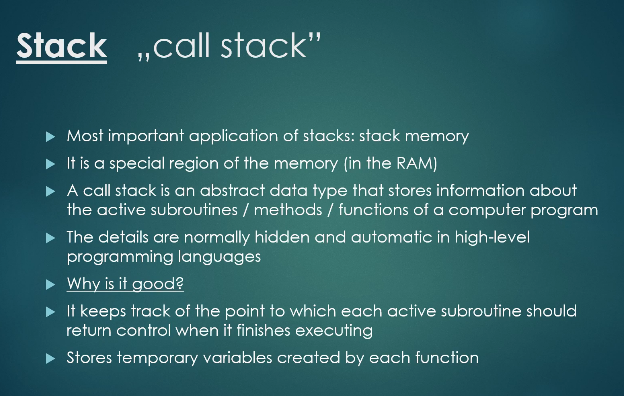 Stack „call stack”
Most important application of stacks: stack memory
It is a special region of the memory (in the RAM)
A call stack is an abstract data type that stores information about
the active subroutines / methods / functions of a computer program
The details are normally hidden and automatic in high-level
programming languages
Why is it good?
It keeps track of the point to which each active subroutine should
return control when it finishes executing
Stores temporary variables created by each function